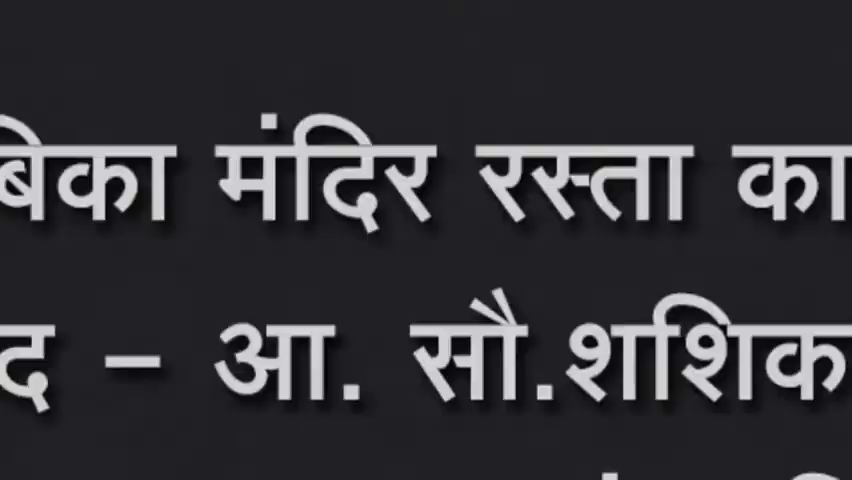 बिका मंदिर रस्ता का
द - आ. सौ.शशिक